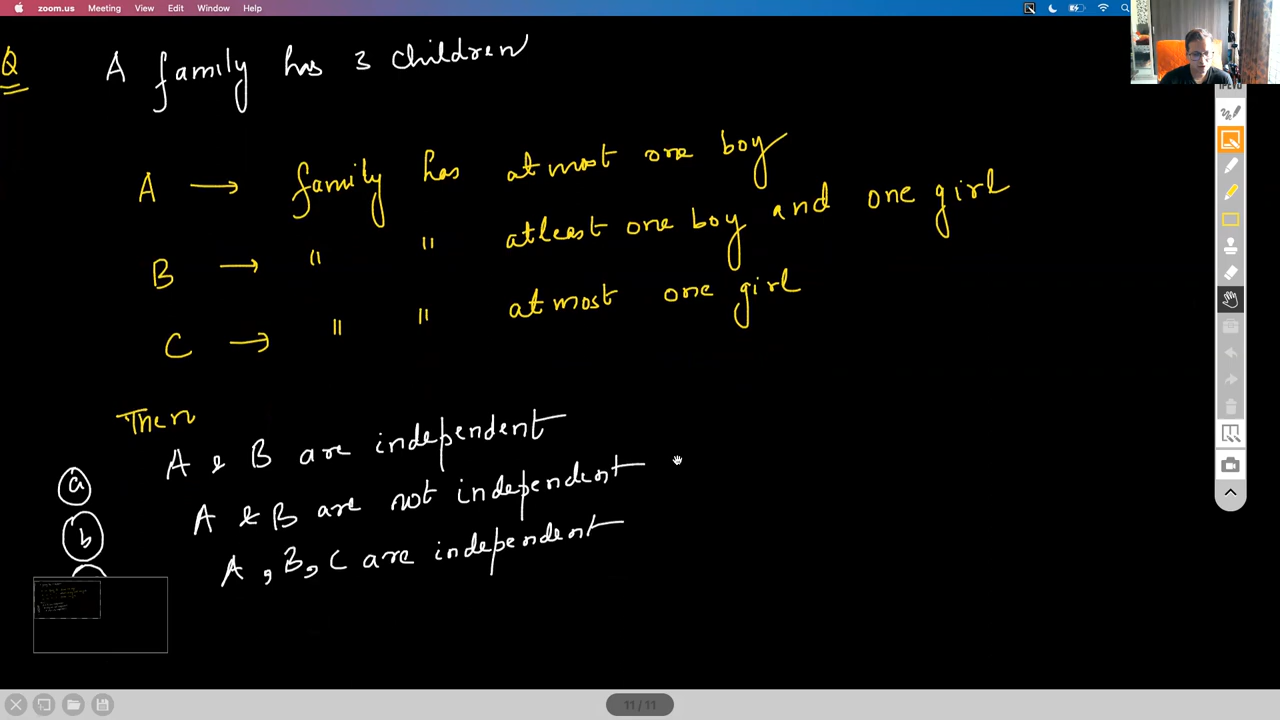 zoom.us Meeting View Edit Window Help
Q A family has 3 children
A → family has atmost one boy
B → " " atleast one boy and one girl
C → " " atmost one girl
Then
a A & B are independent
b A & B are not independent
A, B, C are independent
11/11